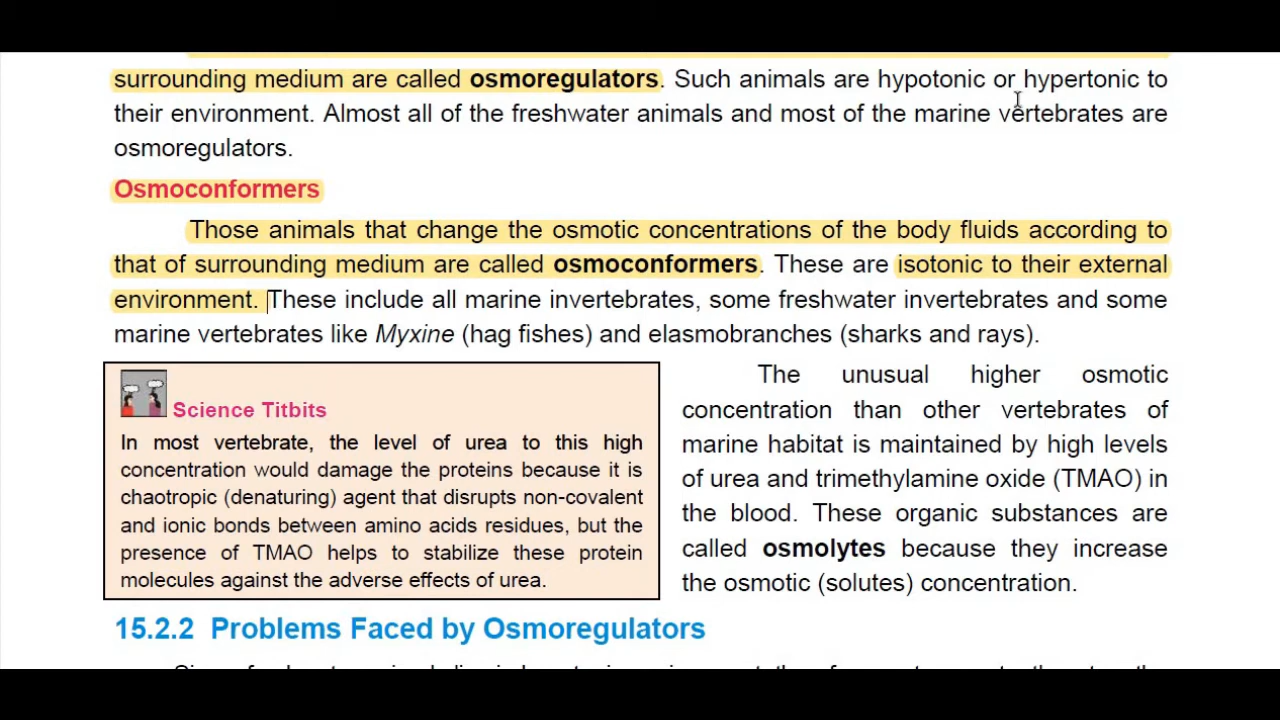 surrounding medium are called osmoregulators. Such animals are hypotonic or hypertonic to
their environment. Almost all of the freshwater animals and most of the marine vertebrates are
osmoregulators.
Osmoconformers
Those animals that change the osmotic concentrations of the body fluids according to
that of surrounding medium are called osmoconformers. These are isotonic to their external
environment. These include all marine invertebrates, some freshwater invertebrates and some
marine vertebrates like Myxine (hag fishes) and elasmobranches (sharks and rays).
Science Titbits
In most vertebrate, the level of urea to this high
concentration would damage the proteins because it is
chaotropic (denaturing) agent that disrupts non-covalent
and ionic bonds between amino acids residues, but the
presence of TMAO helps to stabilize these protein
molecules against the adverse effects of urea.
The unusual higher osmotic
concentration than other vertebrates of
marine habitat is maintained by high levels
of urea and trimethylamine oxide (TMAO) in
the blood. These organic substances are
called osmolytes because they increase
the osmotic (solutes) concentration.
15.2.2 Problems Faced by Osmoregulators